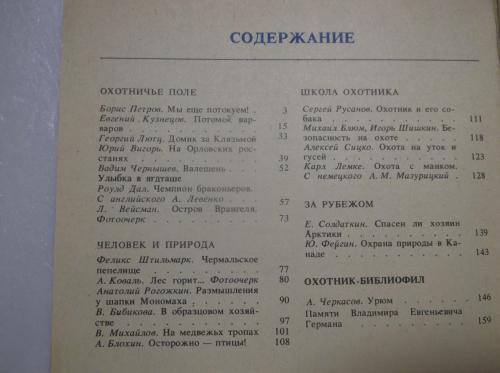 СОДЕРЖАНИЕ
ОХОТНИЧЬЕ ПОЛЕ
Борис Петров. Мы еще потокуем! . 3
Евгений Кузнецов. Потомок вар-
варов 15
Георгий Лютц. Домик за Клязьмой 33
Юрий Вигорь. На Орловских рос-
станях 39
Вадим Чернышев. Валешень 52
Улыбка в ягдташе
Роулд Дал. Чемпион браконьеров.
С английского А. Левенко 57
Л. Вейсман. Остров Врангеля.
Фотоочерк 73
ЧЕЛОВЕК И ПРИРОДА
Феликс Штильмарк. Чермальское
пепелище 77
А. Коваль. Лес горит... Фотоочерк 80
Анатолий Рогожкин. Размышления
у шапки Мономаха 90
В. Бибикова. В образцовом хозяй-
стве 97
В. Михайлов. На медвежьих тропах 101
А. Блохин. Осторожно — птицы! 108
ШКОЛА ОХОТНИКА
Сергей Русанов. Охотник и его со-
бака 111
Михаил Блюм, Игорь Шишкин. Бе-
зопасность на охоте 118
Алексей Сицко. Охота на уток и
гусей 123
Карл Лемке. Охота с манком.
С немецкого А. М. Мазурицкий 128
ЗА РУБЕЖОМ
Е. Солдаткин. Спасен ли хозяин
Арктики 139
Ю. Фейгин. Охрана природы в Ка-
наде 143
ОХОТНИК-БИБЛИОФИЛ
А. Черкасов. Урюм 146
Памяти Владимира Евгеньевича
Германа 159